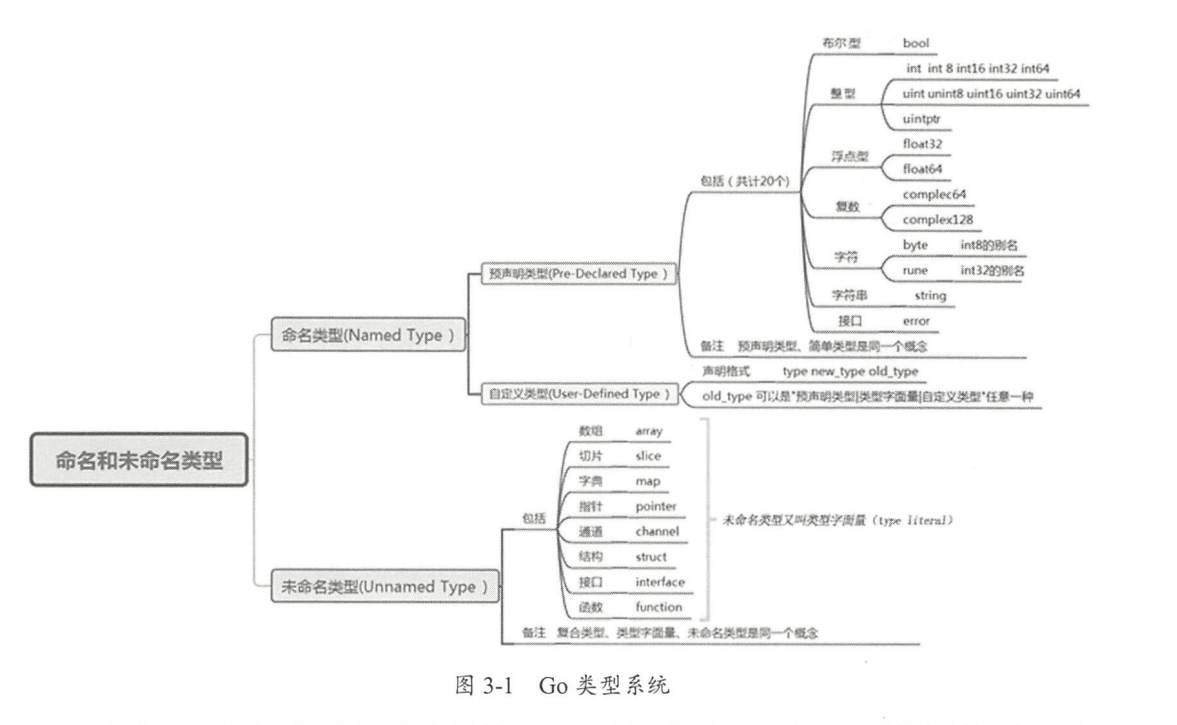 命名和未命名类型
命名类型(Named Type )
预声明类型(Pre-Declared Type )
包括（共计20个）
布尔型 bool
整型
int int 8 int16 int32 int64
uint unint8 uint16 uint32 uint64
uintptr
浮点型
float32
float64
复数
complec64
complex128
字符
byte int8的别名
rune int32的别名
字符串 string
接口 error
备注 预声明类型、简单类型是同一个概念
自定义类型(User-Defined Type )
声明格式 type new_type old_type
old_type 可以是"预声明类型|类型字面量|自定义类型"任意一种
未命名类型(Unnamed Type )
包括
数组 array
切片 slice
字典 map
指针 pointer
通道 channel
结构 struct
接口 interface
函数 function
未命名类型又叫类型字面量（type literal）
备注 复合类型、类型字面量、未命名类型是同一个概念
图 3-1 Go 类型系统